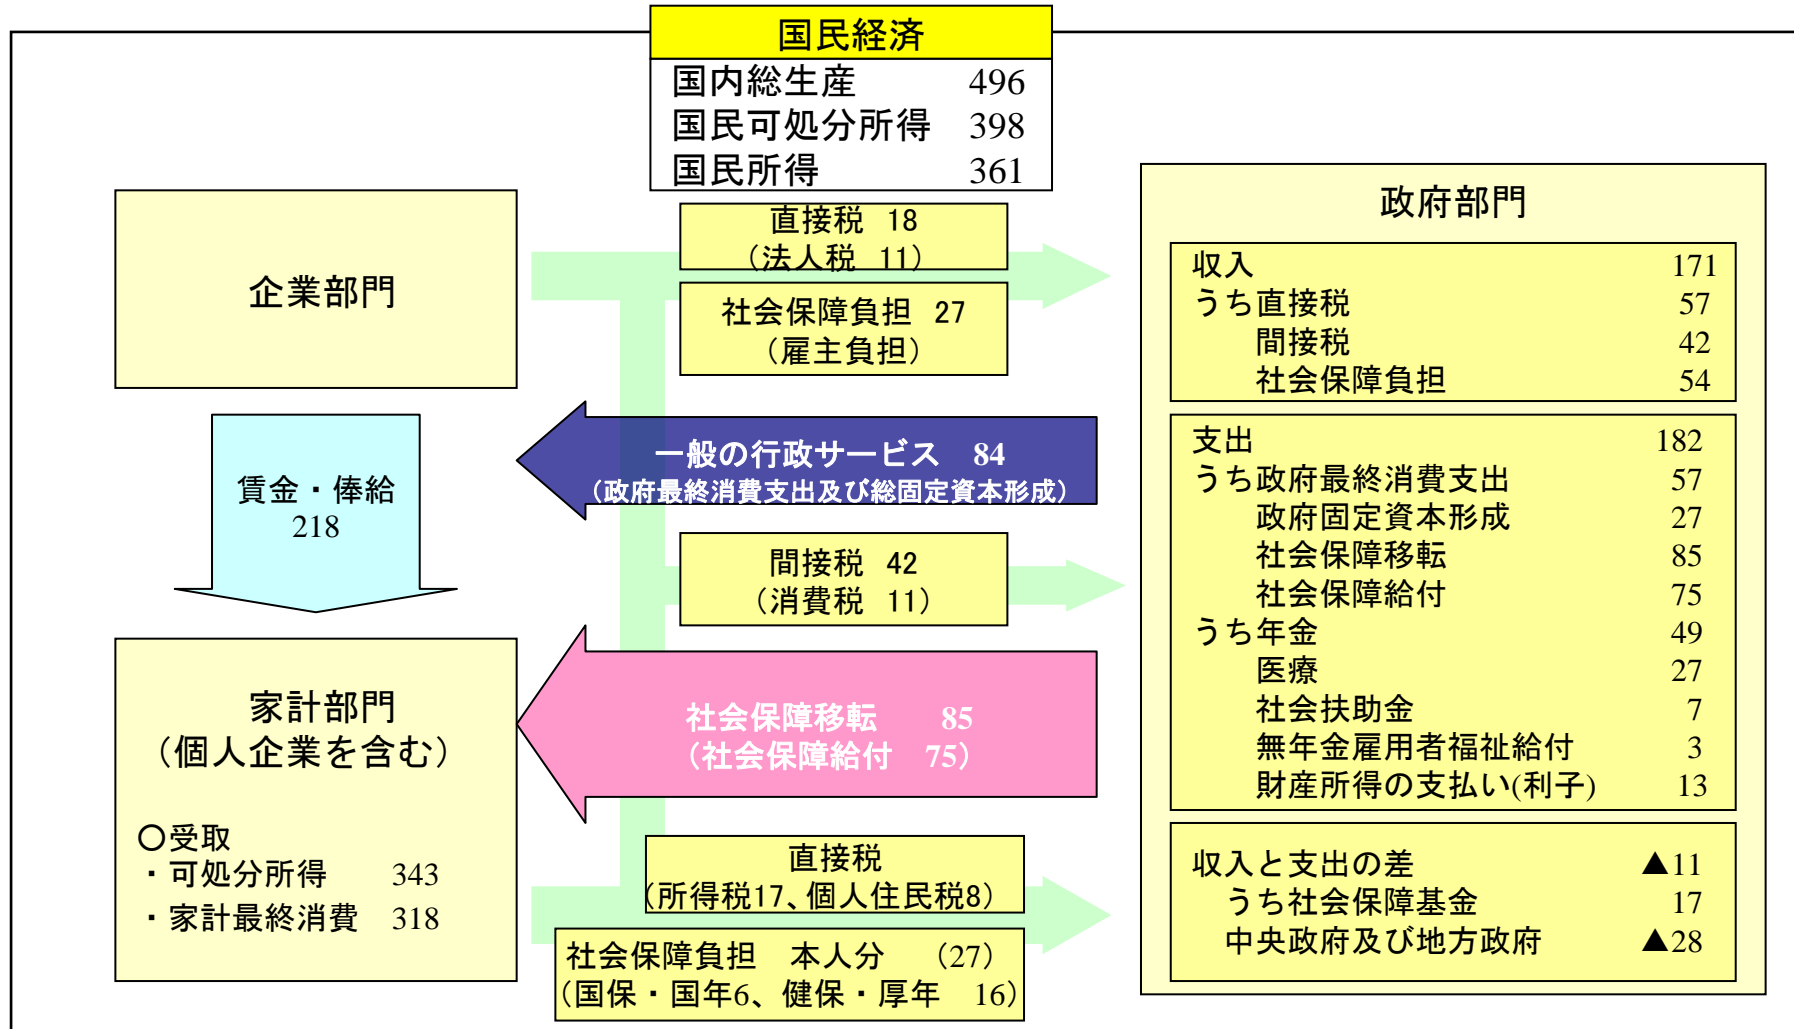 国民経済
国内総生産 496
国民可処分所得 398
国民所得 361
企業部門
直接税 18
（法人税 11）
社会保障負担 27
（雇主負担）
一般の行政サービス 84
（政府最終消費支出及び総固定資本形成）
賃金・俸給
218
間接税 42
（消費税 11）
家計部門
（個人企業を含む）
〇受取
・可処分所得 343
・家計最終消費 318
社会保障移転 85
（社会保障給付 75）
直接税
（所得税17、個人住民税8）
社会保障負担 本人分 （27）
（国保・国年6、健保・厚年 16）
政府部門
収入 171
うち直接税 57
間接税 42
社会保障負担 54
支出 182
うち政府最終消費支出 57
政府固定資本形成 27
社会保障移転 85
社会保障給付 75
うち年金 49
医療 27
社会扶助金 7
無年金雇用者福祉給付 3
財産所得の支払い(利子) 13
収入と支出の差 ▲11
うち社会保障基金 17
中央政府及び地方政府 ▲28